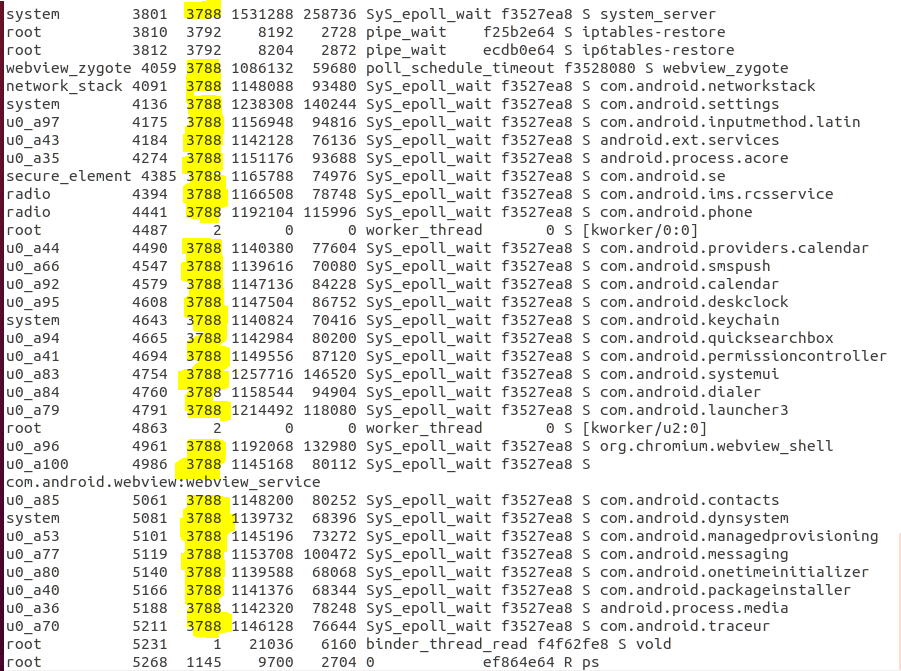 system 3801 3788 1531288 258736 SyS_epoll_wait f3527ea8 S system_server
root 3810 3792 8192 2728 pipe_wait f25b2e64 S iptables-restore
root 3812 3792 8204 2872 pipe_wait ecdb0e64 S ip6tables-restore
webview_zygote 4059 3788 1086132 59680 poll_schedule_timeout f3528080 S webview_zygote
network_stack 4091 3788 1148088 93480 SyS_epoll_wait f3527ea8 S com.android.networkstack
system 4136 3788 1238308 140244 SyS_epoll_wait f3527ea8 S com.android.settings
u0_a97 4175 3788 1156948 94816 SyS_epoll_wait f3527ea8 S com.android.inputmethod.latin
u0_a43 4184 3788 1142128 76136 SyS_epoll_wait f3527ea8 S android.ext.services
u0_a35 4274 3788 1151176 93688 SyS_epoll_wait f3527ea8 S android.process.acore
secure_element 4385 3788 1165788 74976 SyS_epoll_wait f3527ea8 S com.android.se
radio 4394 3788 1166508 78748 SyS_epoll_wait f3527ea8 S com.android.ims.rcsservice
radio 4441 3788 1192104 115996 SyS_epoll_wait f3527ea8 S com.android.phone
root 4487 2 0 0 worker_thread 0 S [kworker/0:0]
u0_a44 4490 3788 1140380 77604 SyS_epoll_wait f3527ea8 S com.android.providers.calendar
u0_a66 4547 3788 1139616 70080 SyS_epoll_wait f3527ea8 S com.android.smspush
u0_a92 4579 3788 1147136 84228 SyS_epoll_wait f3527ea8 S com.android.calendar
u0_a95 4608 3788 1147504 86752 SyS_epoll_wait f3527ea8 S com.android.deskclock
system 4643 3788 1140824 70416 SyS_epoll_wait f3527ea8 S com.android.keychain
u0_a94 4665 3788 1142984 80200 SyS_epoll_wait f3527ea8 S com.android.quicksearchbox
u0_a41 4694 3788 1149556 87120 SyS_epoll_wait f3527ea8 S com.android.permissioncontroller
u0_a83 4754 3788 1257716 146520 SyS_epoll_wait f3527ea8 S com.android.systemui
u0_a84 4760 3788 1158544 94904 SyS_epoll_wait f3527ea8 S com.android.dialer
u0_a79 4791 3788 1214492 118080 SyS_epoll_wait f3527ea8 S com.android.launcher3
root 4863 2 0 0 worker_thread 0 S [kworker/u2:0]
u0_a96 4961 3788 1192068 132980 SyS_epoll_wait f3527ea8 S org.chromium.webview_shell
u0_a100 4986 3788 1145168 80112 SyS_epoll_wait f3527ea8 S
com.android.webview:webview_service
u0_a85 5061 3788 1148200 80252 SyS_epoll_wait f3527ea8 S com.android.contacts
system 5081 3788 1139732 68396 SyS_epoll_wait f3527ea8 S com.android.dynsystem
u0_a53 5101 3788 1145196 73272 SyS_epoll_wait f3527ea8 S com.android.managedprovisioning
u0_a77 5119 3788 1153708 100472 SyS_epoll_wait f3527ea8 S com.android.messaging
u0_a80 5140 3788 1139588 68068 SyS_epoll_wait f3527ea8 S com.android.onetimeinitializer
u0_a40 5166 3788 1141376 68344 SyS_epoll_wait f3527ea8 S com.android.packageinstaller
u0_a36 5188 3788 1142320 78248 SyS_epoll_wait f3527ea8 S android.process.media
u0_a70 5211 3788 1146128 76644 SyS_epoll_wait f3527ea8 S com.android.traceur
root 5231 1 21036 6160 binder_thread_read f4f62fe8 S vold
root 5268 1145 9700 2704 0 ef864e64 R ps